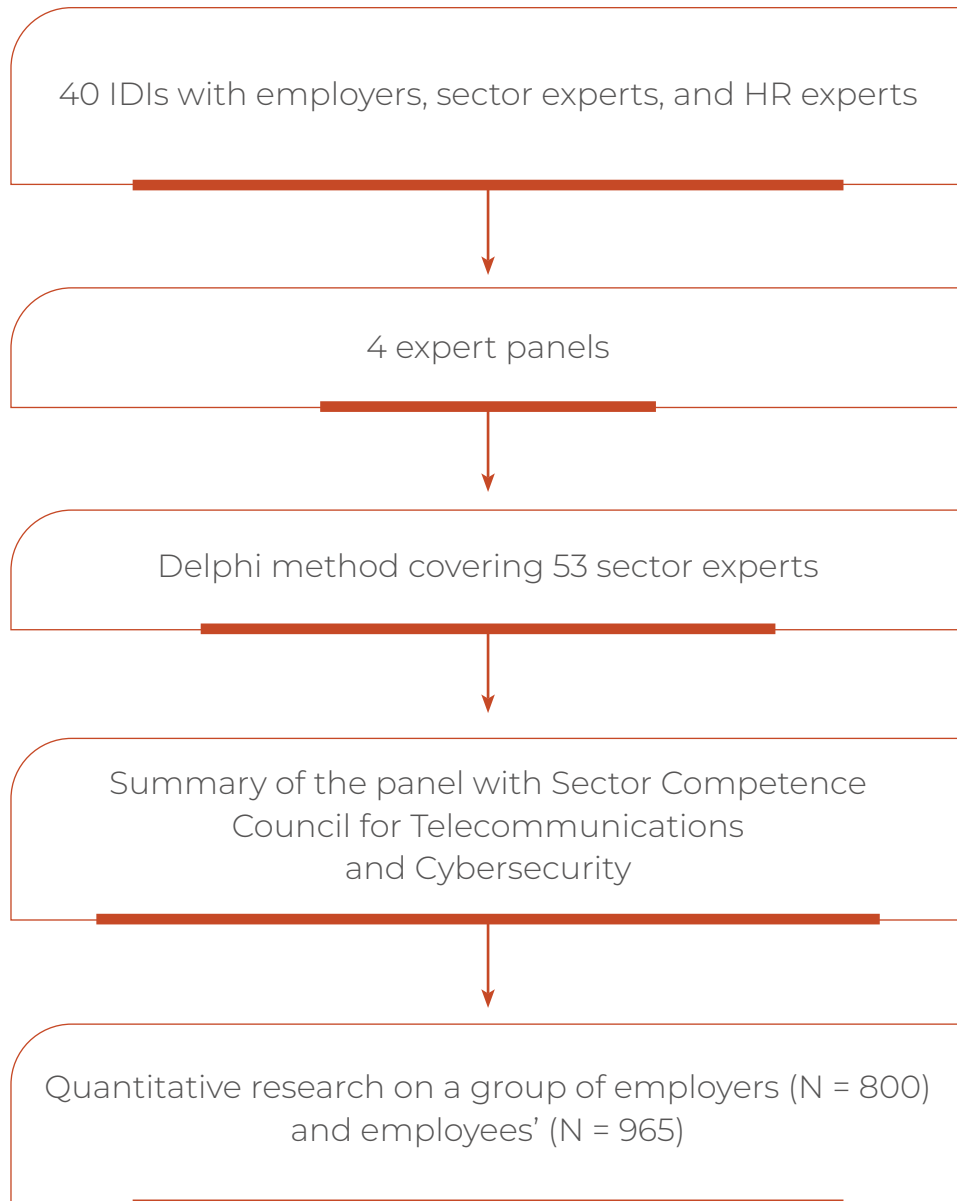 40 IDIs with employers, sector experts, and HR experts
4 expert panels
Delphi method covering 53 sector experts
Summary of the panel with Sector Competence
Council for Telecommunications
and Cybersecurity
Quantitative research on a group of employers (N = 800)
and employees’ (N = 965)